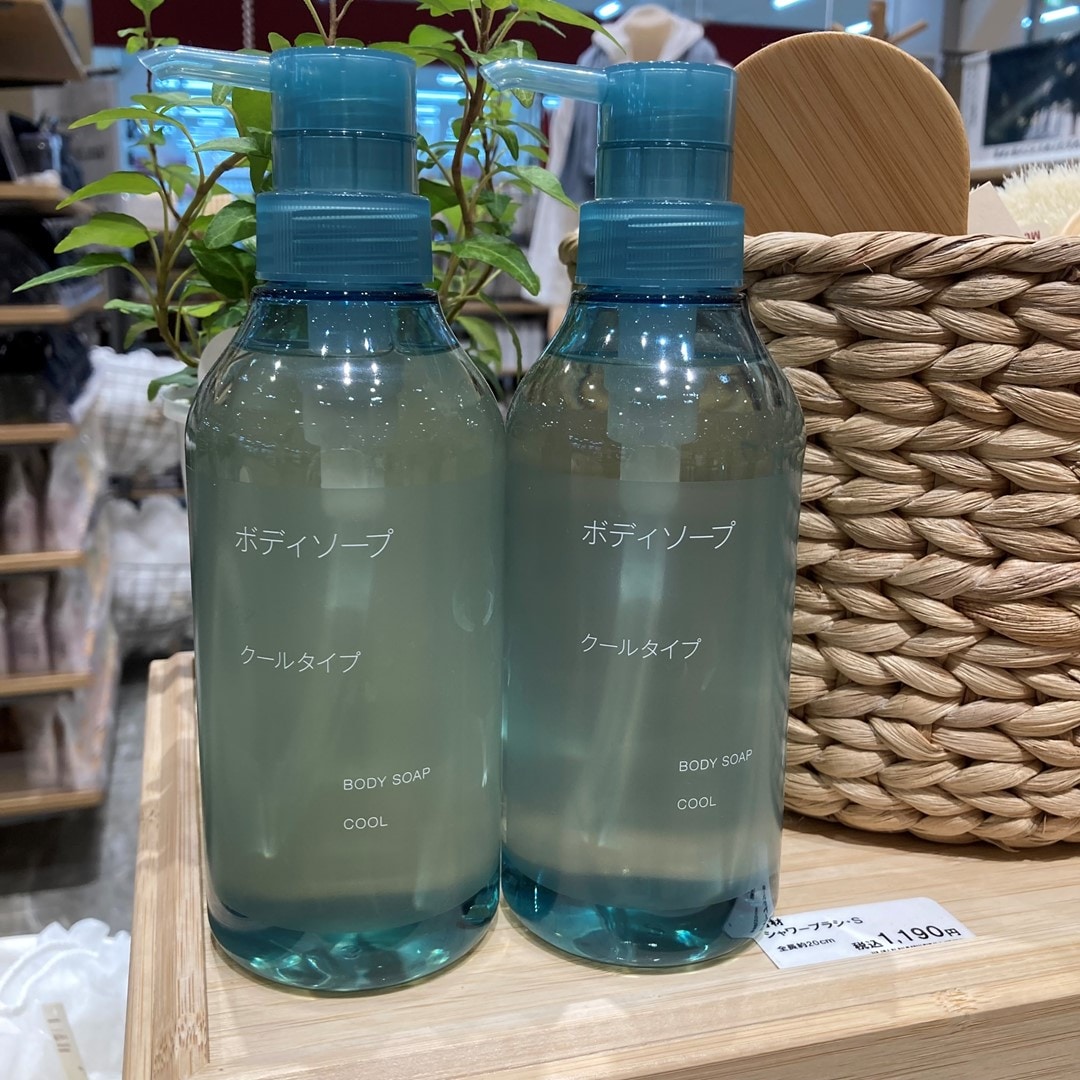 ボディソープ
クールタイプ
BODY SOAP
COOL
ボディソープ
クールタイプ
BODY SOAP
COOL
材
シャワーブラシ・S
全長約20cm
税込1,190円